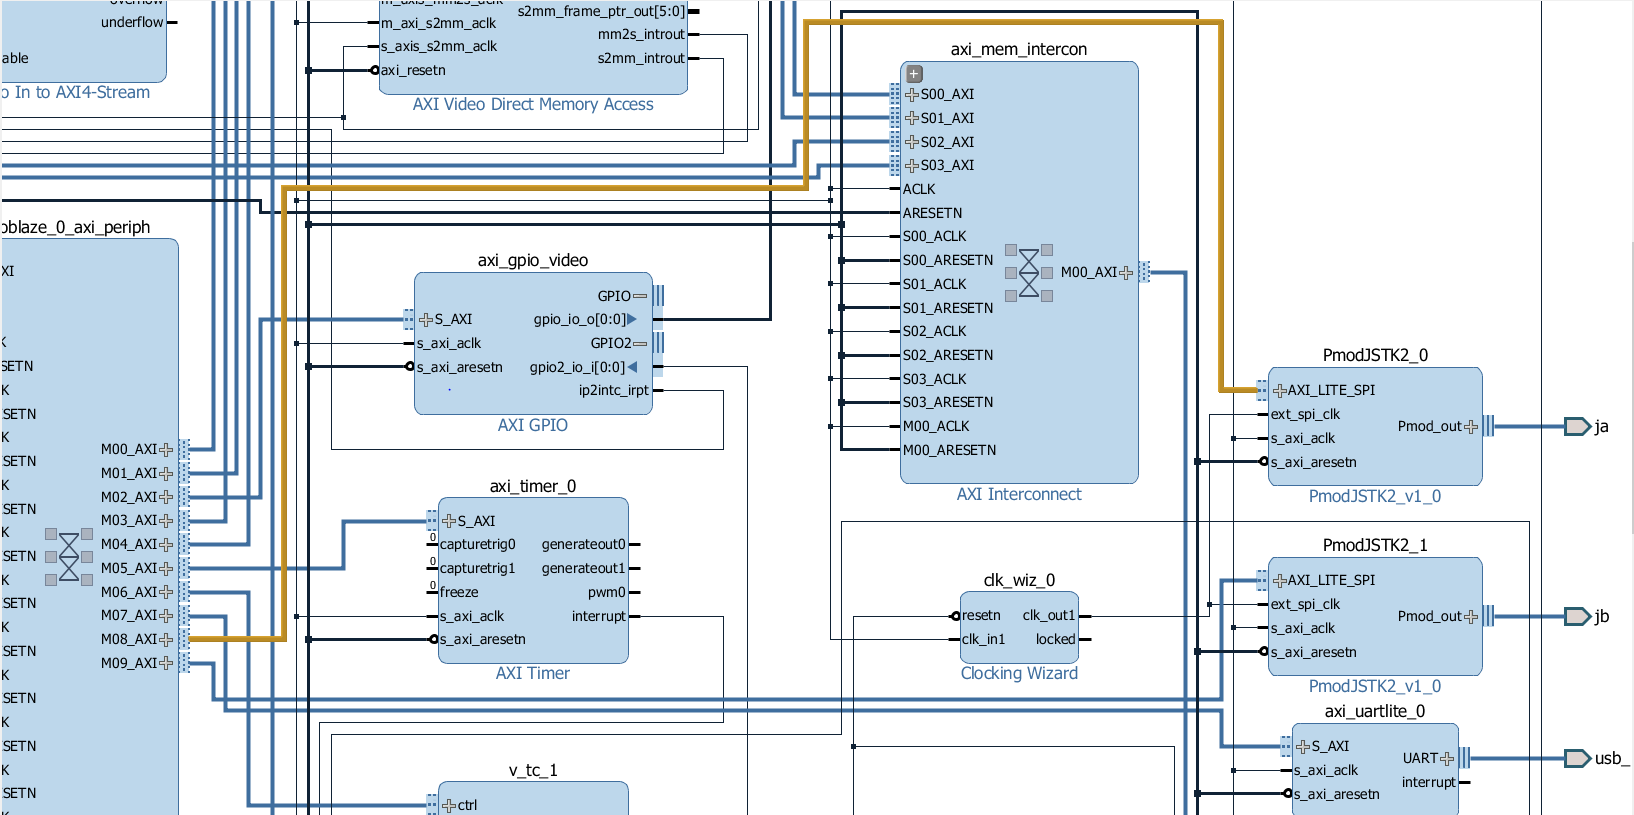 underflow
able
o In to AXI4-Stream
s2mm_frame_ptr_out[5:0]
m_axi_s2mm_aclk
mm2s_introut
s_axis_s2mm_aclk
s2mm_introut
axi_resetn
AXI Video Direct Memory Access
axi_mem_intercon
S00_AXI
S01_AXI
S02_AXI
S03_AXI
ACLK
ARESETN
S00_ACLK
S00_ARESETN
M00_AXI
S01_ACLK
S01_ARESETN
S02_ACLK
S02_ARESETN
S03_ACLK
S03_ARESETN
M00_ACLK
M00_ARESETN
AXI Interconnect
oblaze_0_axi_periph
XI
K
SETN
K
SETN
K
SETN
K
SETN
K
SETN
K
SETN
K
SETN
K
SETN
K
SETN
K
SETN
K
M00_AXI
M01_AXI
M02_AXI
M03_AXI
M04_AXI
M05_AXI
M06_AXI
M07_AXI
M08_AXI
M09_AXI
axi_gpio_video
GPIO
S_AXI
gpio_io_o[0:0]
s_axi_aclk
GPIO2
s_axi_aresetn
gpio2_io_i[0:0]
ip2intc_irpt
AXI GPIO
axi_timer_0
S_AXI
0
capturetrig0
generateout0
0
capturetrig1
generateout1
0
freeze
pwm0
s_axi_aclk
interrupt
s_axi_aresetn
AXI Timer
v_tc_1
ctrl
clk_wiz_0
resetn
clk_out1
clk_in1
locked
Clocking Wizard
PmodJSTK2_0
AXI_LITE_SPI
ext_spi_clk
Pmod_out
s_axi_aclk
s_axi_aresetn
PmodJSTK2_v1_0
ja
PmodJSTK2_1
AXI_LITE_SPI
ext_spi_clk
Pmod_out
s_axi_aclk
s_axi_aresetn
PmodJSTK2_v1_0
jb
axi_uartlite_0
S_AXI
UART
s_axi_aclk
interrupt
s_axi_aresetn
usb_